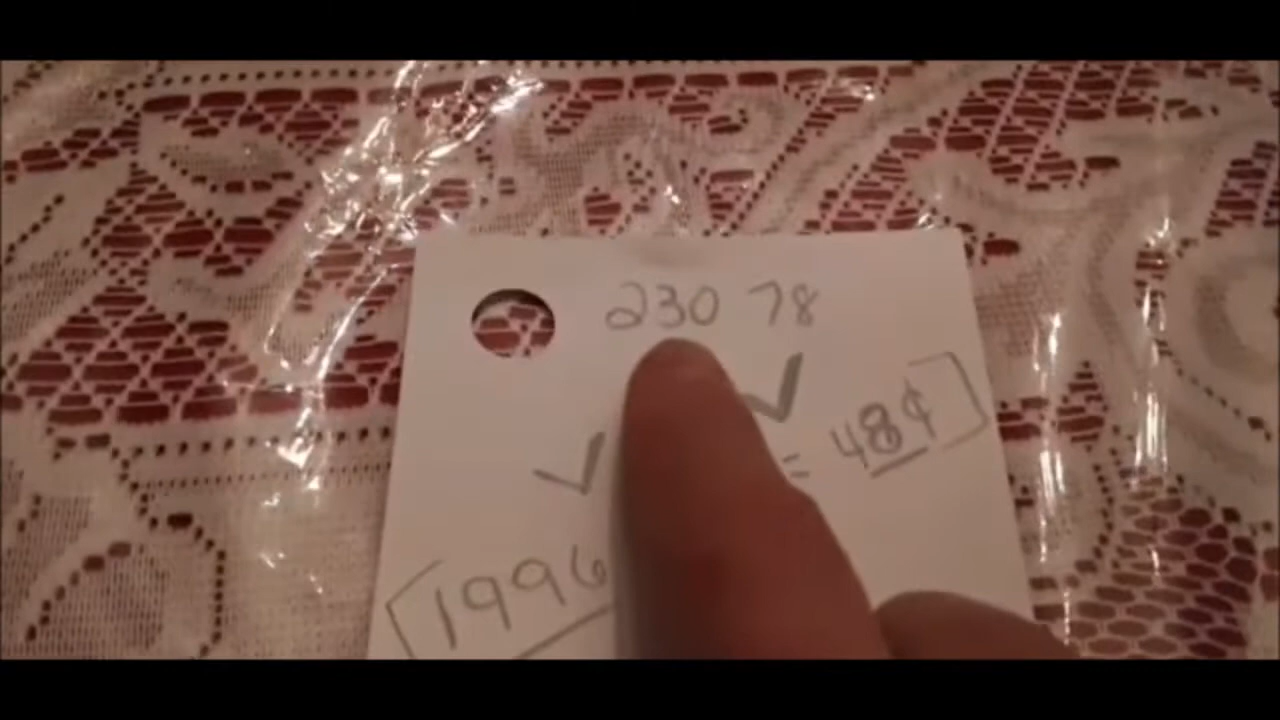 230 78
✓ ✓
= 48¢]
[1996